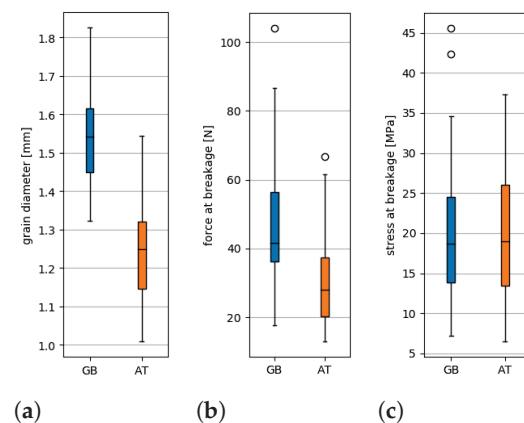 grain diameter [mm]
1.8
1.7
1.6
1.5
1.4
1.3
1.2
1.1
1.0
GB AT
(a)
force at breakage [N]
100
80
60
40
20
GB AT
(b)
stress at breakage [MPa]
45
40
35
30
25
20
15
10
5
GB AT
(c)